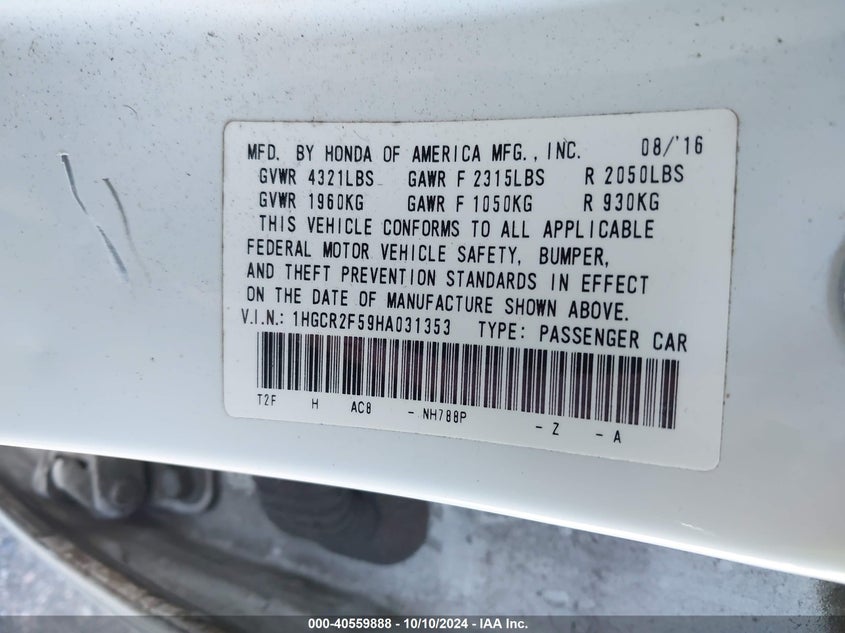 MFD. BY HONDA OF AMERICA MFG., INC. 08/'16
GVWR 4321LBS GAWR F 2315LBS R 2050LBS
GVWR 1960KG GAWR F 1050KG R 930KG
THIS VEHICLE CONFORMS TO ALL APPLICABLE
FEDERAL MOTOR VEHICLE SAFETY, BUMPER,
AND THEFT PREVENTION STANDARDS IN EFFECT
ON THE DATE OF MANUFACTURE SHOWN ABOVE.
V.I.N.: 1HGCR2F59HA031353 TYPE: PASSENGER CAR
T2F H AC8 - NH788P - Z - A
000-40559888 - 10/10/2024 - IAA Inc.